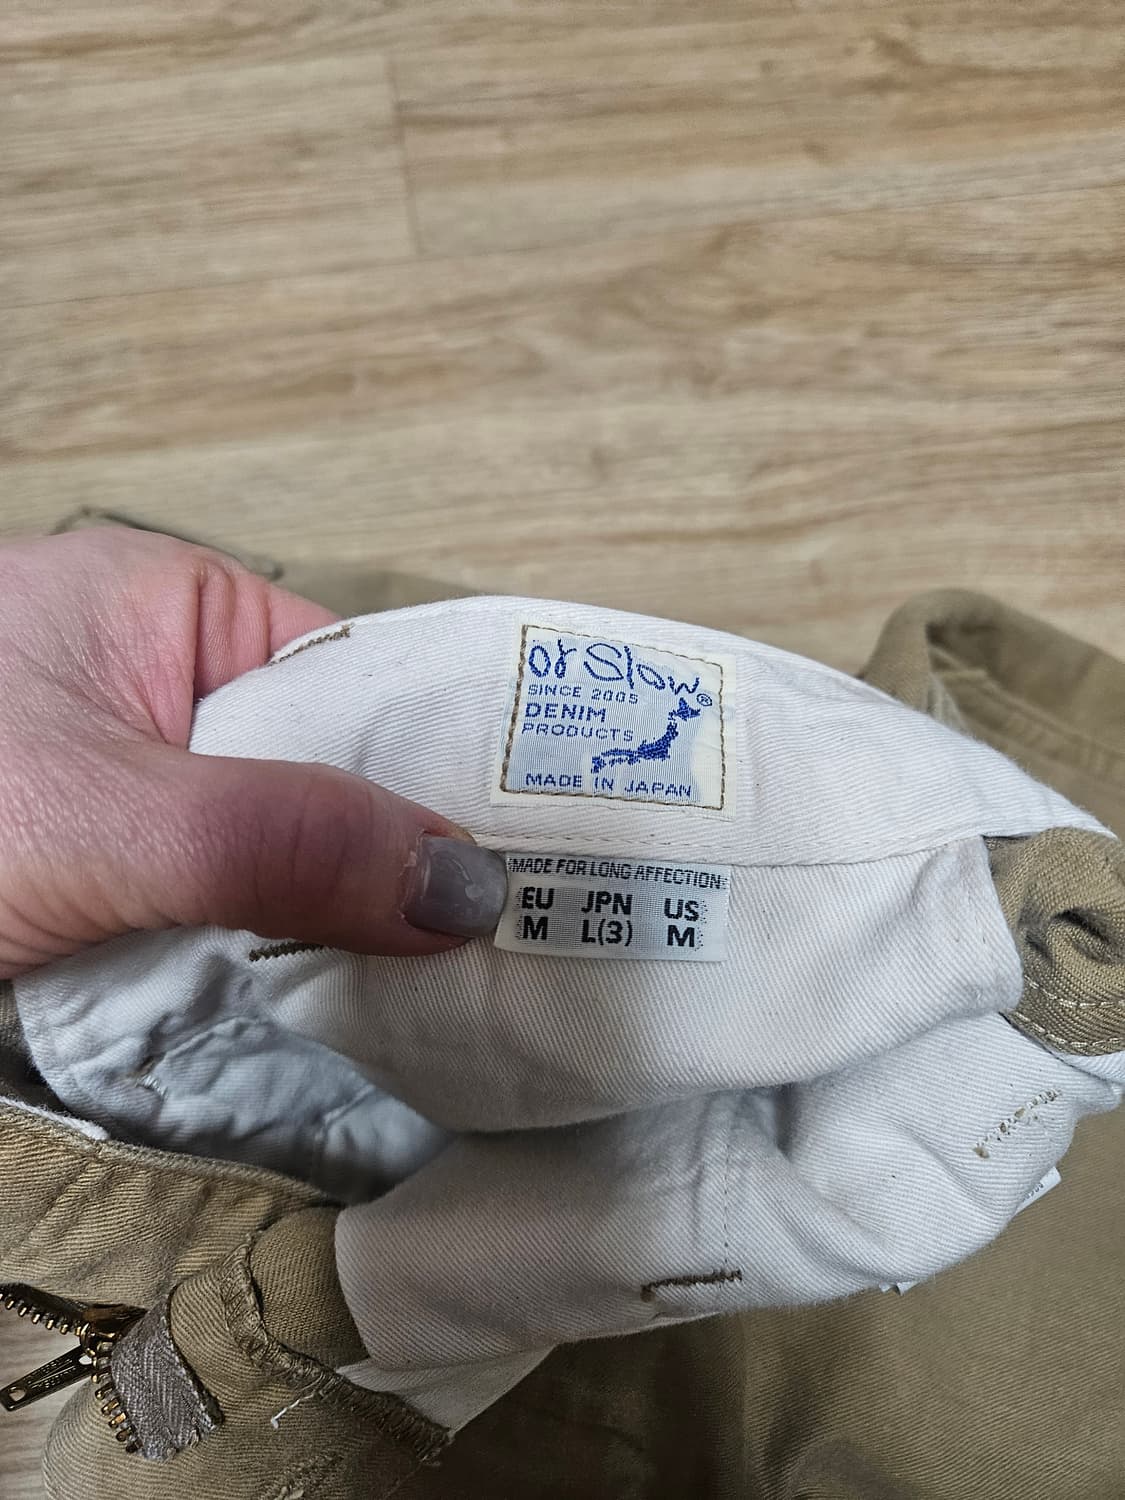 or Slow®
SINCE 2005
DENIM
PRODUCTS
MADE IN JAPAN
MADE FOR LONG AFFECTION
EU JPN US
M L(3) M